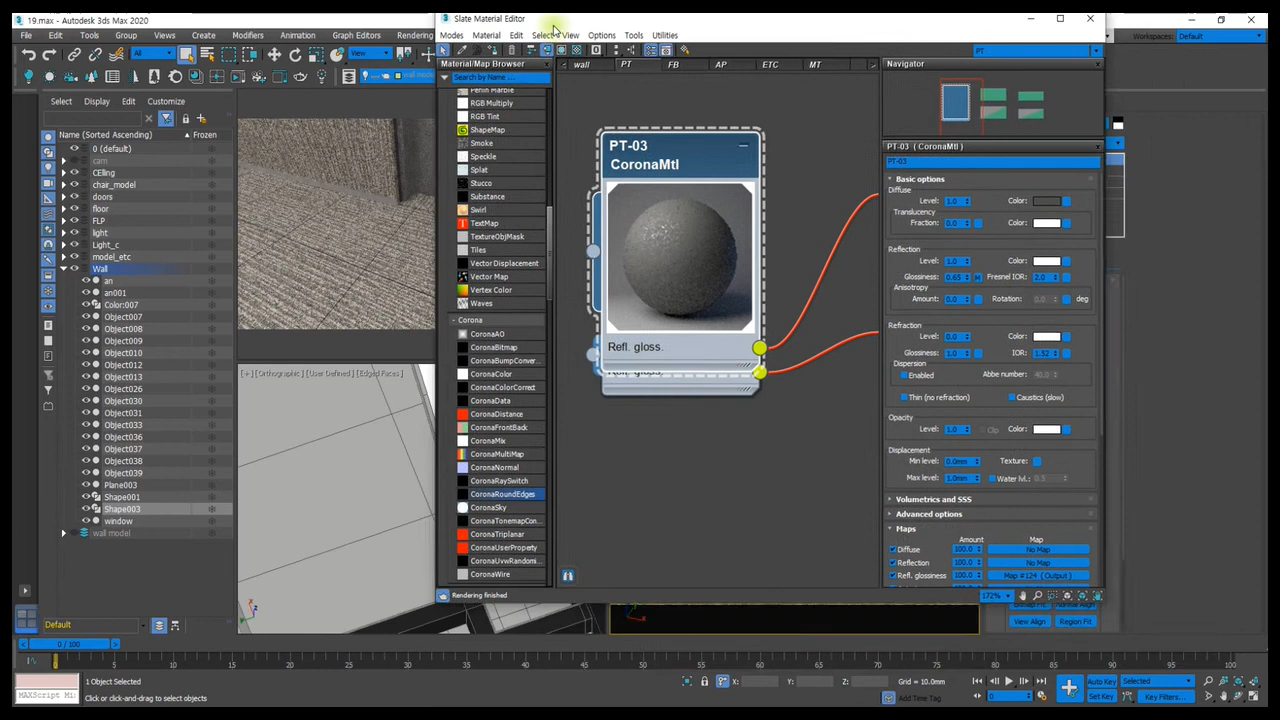 19.max - Autodesk 3ds Max 2020
File Edit Tools Group Views Create Modifiers Animation Graph Editors
Workspaces: Default
All
View
Select Display Edit Customize
Name (Sorted Ascending) Frozen
0 (default)
cam
CEiling
chair_model
doors
floor
FLP
light
Light_c
model_etc
Wall
an
an001
Color007
Object007
Object008
Object009
Object010
Object012
Object013
Object026
Object030
Object031
Object033
Object036
Object037
Object038
Object039
Plane003
Shape001
Shape003
window
wall model
Default
[+] [Orthographic] [User Defined] [Edged Faces]
Slate Material Editor
Modes Material Edit Select View Options Tools Utilities
PT
Material/Map Browser
Search by Name ...
Perlin Marble
RGB Multiply
RGB Tint
ShapeMap
Smoke
Speckle
Splat
Stucco
Substance
Swirl
TextMap
TextureObjMask
Tiles
Vector Displacement
Vector Map
Vertex Color
Waves
- Corona
CoronaAO
CoronaBitmap
CoronaBumpConver...
CoronaColor
CoronaColorCorrect
CoronaData
CoronaDistance
CoronaFrontBack
CoronaMix
CoronaMultiMap
CoronaNormal
CoronaRaySwitch
CoronaRoundEdges
CoronaSky
CoronaTonemapCon...
CoronaTriplanar
CoronaUserProperty
CoronaUvwRandomi...
CoronaWire
wall PT FB AP ETC MT
PT-03
CoronaMtl
Refl. gloss.
Refl. gloss.
Rendering finished
172%
Navigator
PT-03 ( CoronaMtl )
PT-03
Basic options
Diffuse
Level: 1.0 Color:
Translucency
Fraction: 0.0
Reflection
Level: 1.0 Color:
Glossiness: 0.65 M Fresnel IOR: 2.0
Anisotropy
Amount: 0.0 Rotation: 0.0 deg
Refraction
Level: 0.0 Color:
Glossiness: 1.0 IOR: 1.52
Dispersion
Enabled Abbe number: 40.0
Thin (no refraction) Caustics (slow)
Opacity
Level: 1.0 Clip Color:
Displacement
Min level: 0.0mm Texture:
Max level: 1.0mm Water lvl.: 0.5
Volumetrics and SSS
Advanced options
Maps
Amount Map
Diffuse 100.0 No Map
Reflection 100.0 No Map
Refl. glossiness 100.0 Map #124 ( Output )
View Align Region Fit
0 / 100
0 5 10 15 20 25 30 35 40 45 50 55 60 65 70 75 80 85 90 95 100
MAXScript Mi:
1 Object Selected
Click or click-and-drag to select objects
X: Y: Z: Grid = 10.0mm
Add Time Tag
0
Auto Key Selected
Set Key Key Filters...